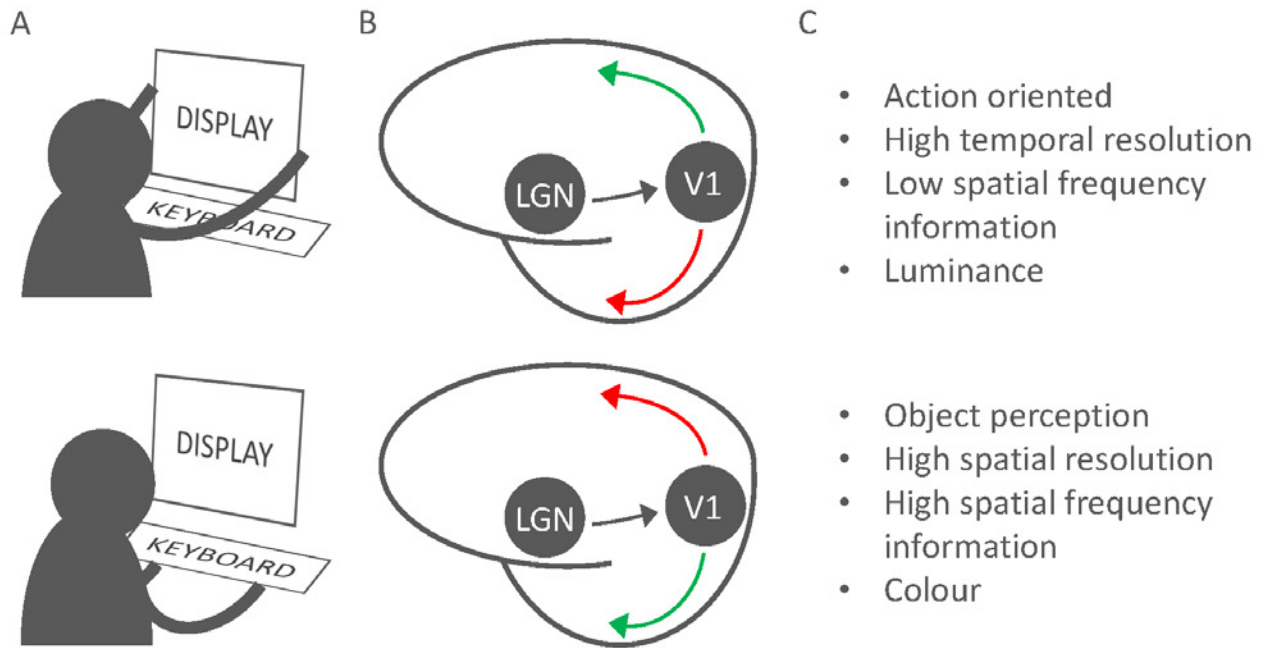 A
B
C
DISPLAY
KEYBOARD
LGN
V1
• Action oriented
• High temporal resolution
• Low spatial frequency
information
• Luminance
DISPLAY
KEYBOARD
LGN
V1
• Object perception
• High spatial resolution
• High spatial frequency
information
• Colour